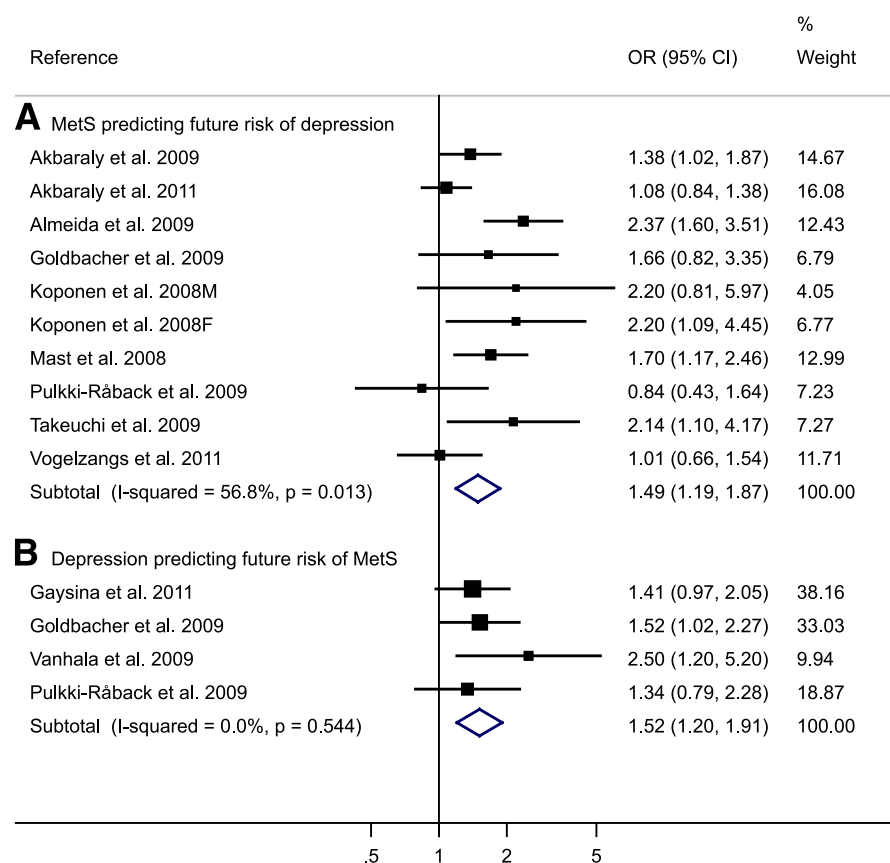 %
Reference OR (95% CI) Weight
A MetS predicting future risk of depression
Akbaraly et al. 2009 1.38 (1.02, 1.87) 14.67
Akbaraly et al. 2011 1.08 (0.84, 1.38) 16.08
Almeida et al. 2009 2.37 (1.60, 3.51) 12.43
Goldbacher et al. 2009 1.66 (0.82, 3.35) 6.79
Koponen et al. 2008M 2.20 (0.81, 5.97) 4.05
Koponen et al. 2008F 2.20 (1.09, 4.45) 6.77
Mast et al. 2008 1.70 (1.17, 2.46) 12.99
Pulkki-Råback et al. 2009 0.84 (0.43, 1.64) 7.23
Takeuchi et al. 2009 2.14 (1.10, 4.17) 7.27
Vogelzangs et al. 2011 1.01 (0.66, 1.54) 11.71
Subtotal (I-squared = 56.8%, p = 0.013) 1.49 (1.19, 1.87) 100.00
B Depression predicting future risk of MetS
Gaysina et al. 2011 1.41 (0.97, 2.05) 38.16
Goldbacher et al. 2009 1.52 (1.02, 2.27) 33.03
Vanhala et al. 2009 2.50 (1.20, 5.20) 9.94
Pulkki-Råback et al. 2009 1.34 (0.79, 2.28) 18.87
Subtotal (I-squared = 0.0%, p = 0.544) 1.52 (1.20, 1.91) 100.00
.5 1 2 5